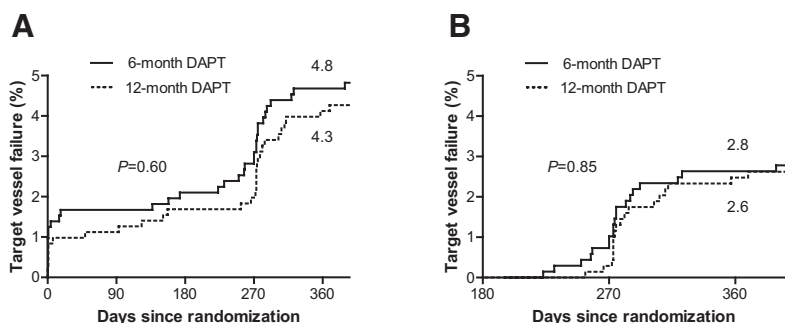 A
6-month DAPT
12-month DAPT
Target vessel failure (%)
5
4
3
2
1
0
4.8
4.3
P=0.60
0 90 180 270 360
Days since randomization
B
6-month DAPT
12-month DAPT
Target vessel failure (%)
5
4
3
2
1
0
P=0.85
2.8
2.6
180 270 360
Days since randomization